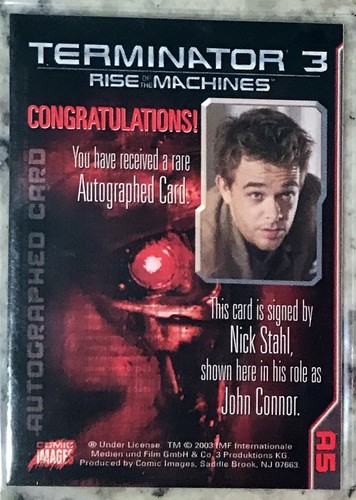 TERMINATOR 3
RISE OF THE MACHINES
CONGRATULATIONS!
You have received a rare
Autographed Card.
AUTOGRAPHED CARD
This card is signed by
Nick Stahl,
shown here in his role as
John Connor.
COMIC
IMAGES
® Under License. TM © 2003 IMF Internationale
Medien und Film GmbH & Co. 3 Produktions KG.
Produced by Comic Images, Saddle Brook, NJ 07663.
A5